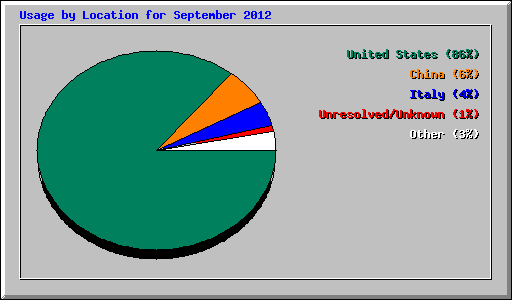 Usage by Location for September 2012
United States (86%)
China (6%)
Italy (4%)
Unresolved/Unknown (1%)
Other (3%)